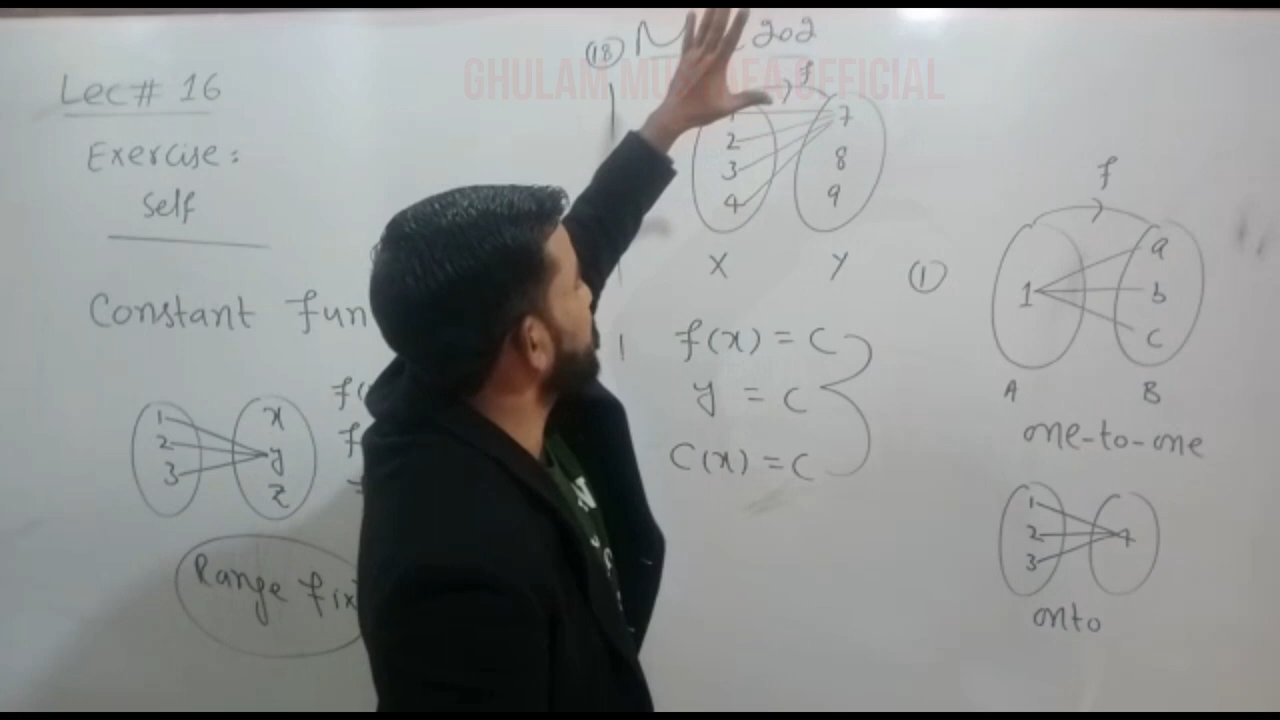 Lec# 16
Exercise:
Self
Constant fun
1
2
3
x
y
z
Range fix
(18)
202
GHULAM MUSTAFA OFFICIAL
f
2
3
4
7
8
9
X Y
f(x) = C
y = C
C(x) = C
(1)
f
1
a
b
c
A B
one-to-one
1
2
3
4
onto